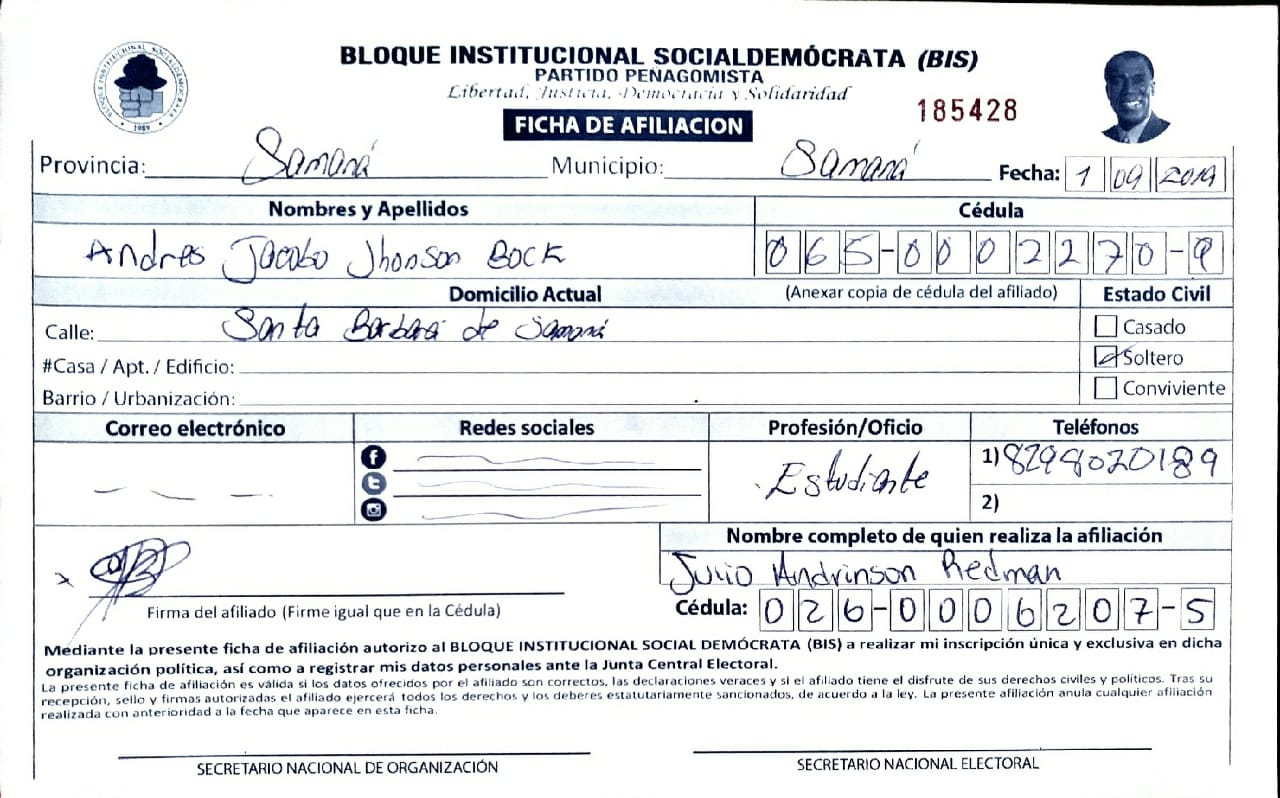 BLOQUE INSTITUCIONAL SOCIALDEMÓCRATA (BIS)
PARTIDO PEÑAGOMISTA
Libertad, Justicia, Democracia y Solidaridad
185428
FICHA DE AFILIACION
Provincia: Samaná Municipio: Samaná Fecha: 1 09 2019
Nombres y Apellidos Cédula
Andres Jacobo Jhonson BOCK 065-0002270-9
Domicilio Actual (Anexar copia de cédula del afiliado) Estado Civil
Calle: Santa Barbara de Samaná Casado
#Casa / Apt. / Edificio: Soltero
Barrio / Urbanización: Conviviente
Correo electrónico Redes sociales Profesión/Oficio Teléfonos
Estudiante 1) 8298020189
2)
Nombre completo de quien realiza la afiliación
Julio Andrinson Redman
Firma del afiliado (Firme igual que en la Cédula) Cédula: 026-0006207-5
Mediante la presente ficha de afiliación autorizo al BLOQUE INSTITUCIONAL SOCIAL DEMÓCRATA (BIS) a realizar mi inscripción única y exclusiva en dicha
organización política, así como a registrar mis datos personales ante la Junta Central Electoral.
La presente ficha de afiliación es válida si los datos ofrecidos por el afiliado son correctos, las declaraciones veraces y si el afiliado tiene el disfrute de sus derechos civiles y políticos. Tras su
recepción, sello y firmas autorizadas el afiliado ejercerá todos los derechos y los deberes estatutariamente sancionados, de acuerdo a la ley. La presente afiliación anula cualquier afiliación
realizada con anterioridad a la fecha que aparece en esta ficha.
SECRETARIO NACIONAL DE ORGANIZACIÓN SECRETARIO NACIONAL ELECTORAL